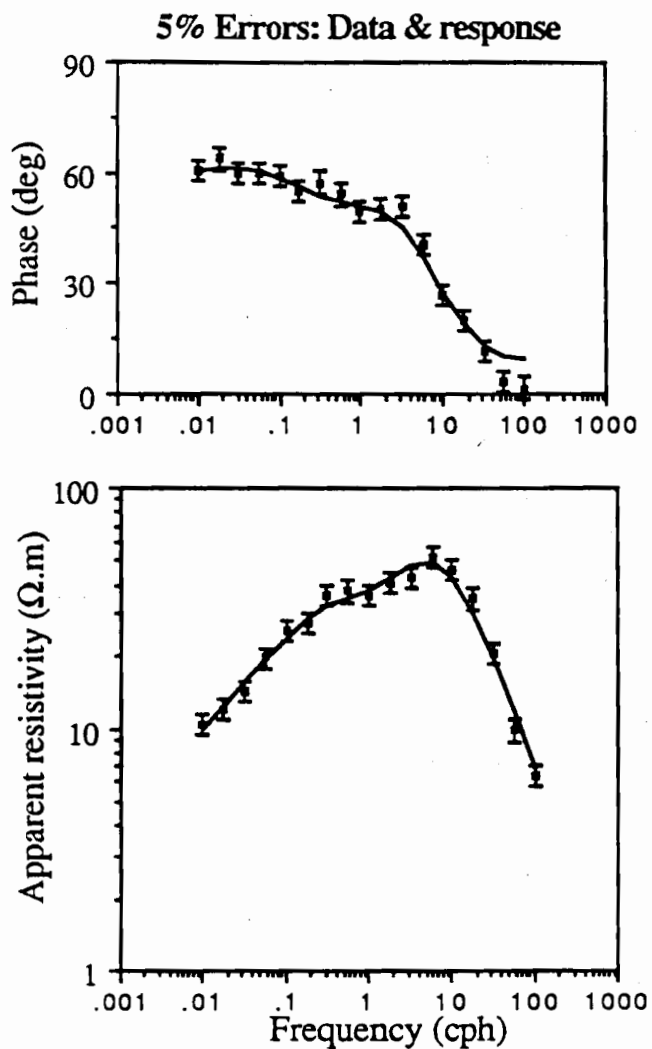 5% Errors: Data & response
90
60
30
0
Phase (deg)
.001 .01 .1 1 10 100 1000
100
10
1
Apparent resistivity (Ω.m)
.001 .01 .1 1 10 100 1000
Frequency (cph)